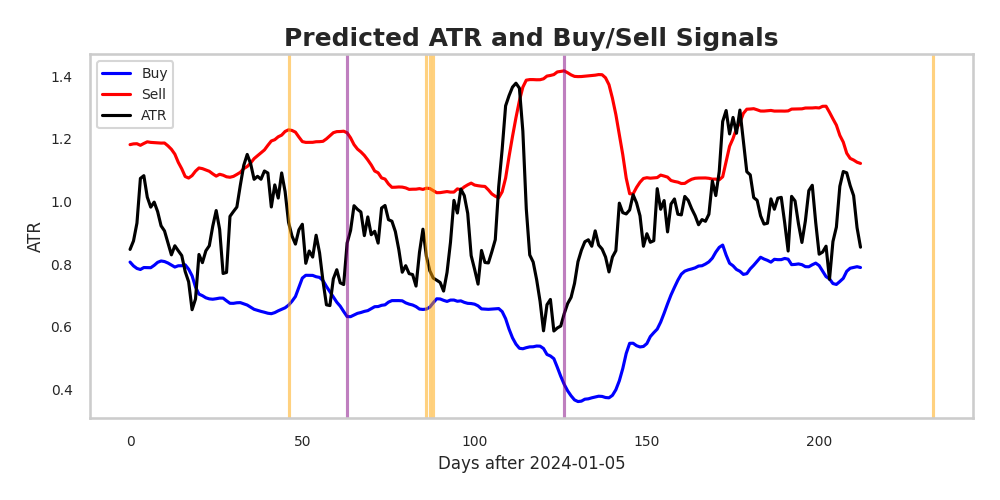 Predicted ATR and Buy/Sell Signals
Buy
Sell
ATR
1.4
1.2
1.0
0.8
0.6
0.4
ATR
0 50 100 150 200
Days after 2024-01-05